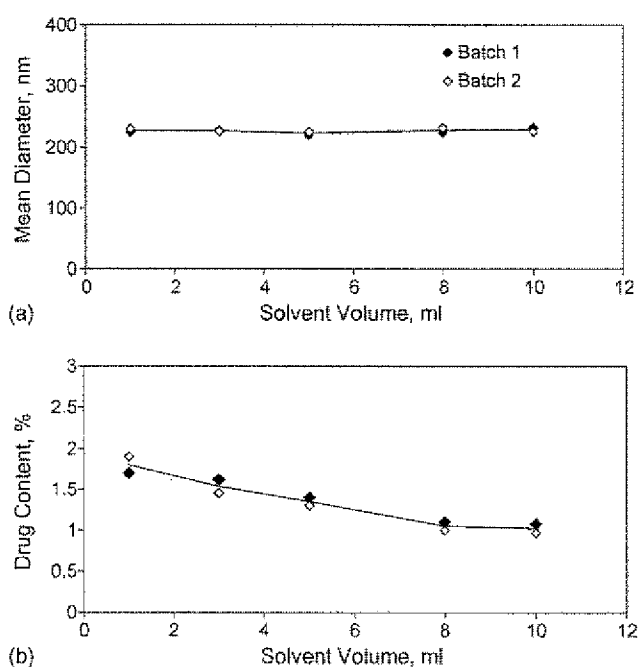 400
300
200
100
0
Mean Diameter, nm
Batch 1
Batch 2
0 2 4 6 8 10 12
(a) Solvent Volume, ml
3
2.5
2
1.5
1
0.5
0
Drug Content, %
0 2 4 6 8 10 12
(b) Solvent Volume, ml